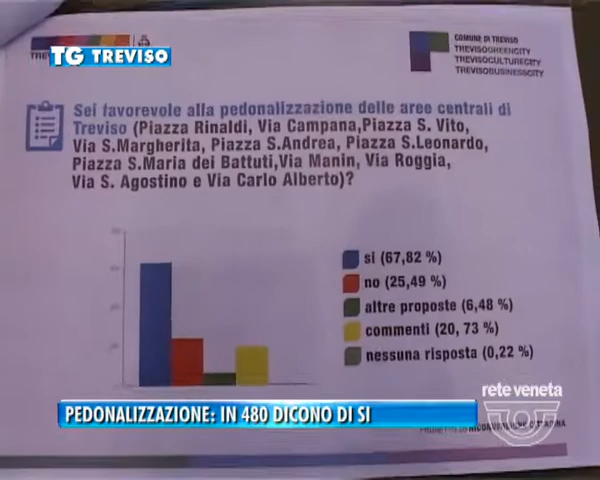 TG TREVISO
COMUNE DI TREVISO
TREVISOGREENCITY
TREVISOCULTURECITY
TREVISOBUSINESSCITY
Sei favorevole alla pedonalizzazione delle aree centrali di
Treviso (Piazza Rinaldi, Via Campana,Piazza S. Vito,
Via S.Margherita, Piazza S.Andrea, Piazza S.Leonardo,
Piazza S.Maria dei Battuti,Via Manin, Via Roggia,
Via S. Agostino e Via Carlo Alberto)?
si (67,82 %)
no (25,49 %)
altre proposte (6,48 %)
commenti (20, 73 %)
nessuna risposta (0,22 %)
rete veneta
PEDONALIZZAZIONE: IN 480 DICONO DI SI